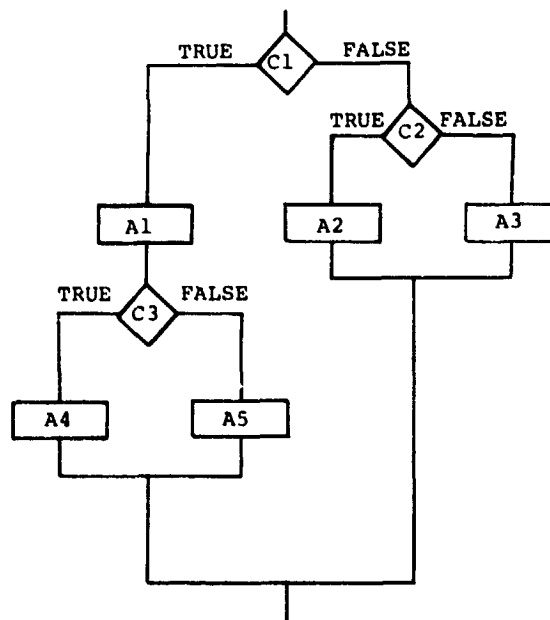 TRUE FALSE
C1
TRUE FALSE
C2
A1 A2 A3
TRUE FALSE
C3
A4 A5